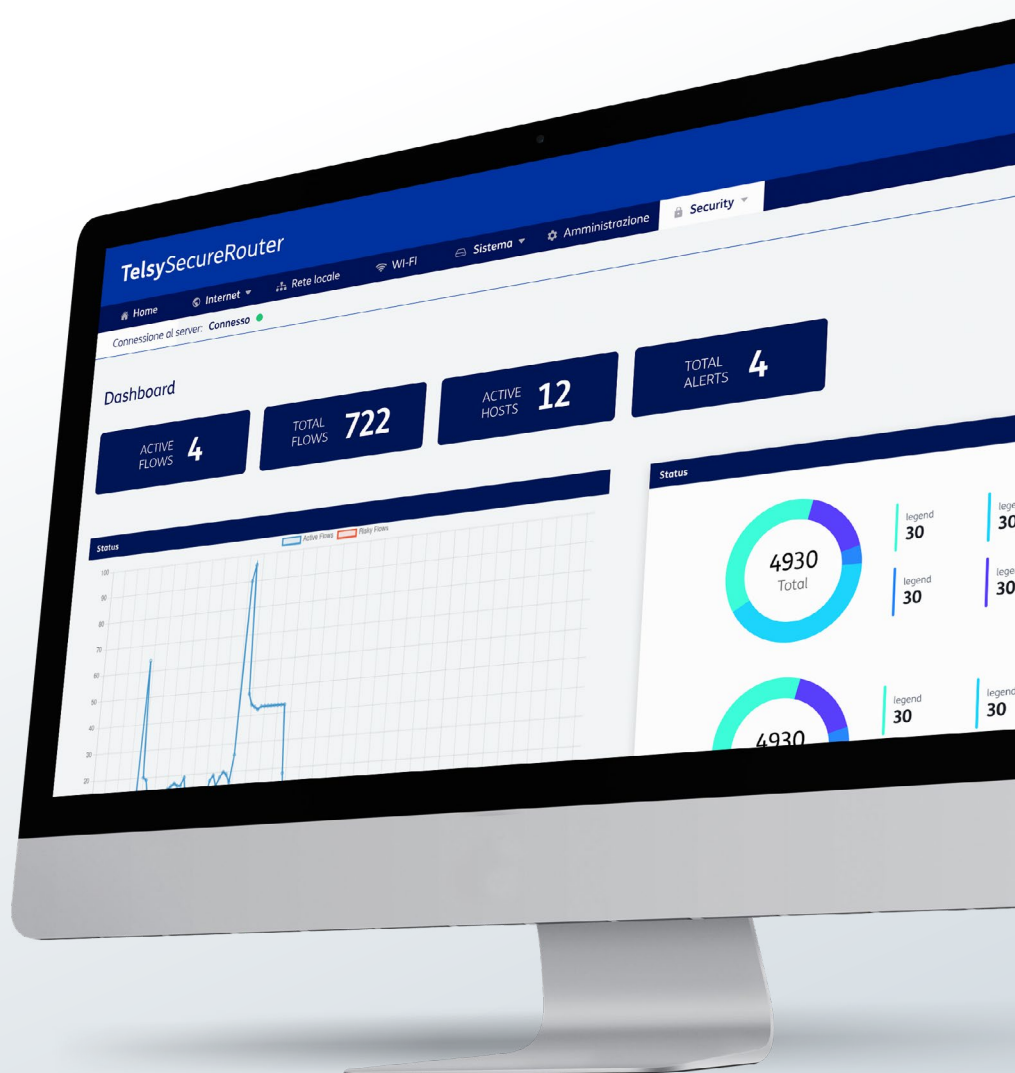 TelsySecureRouter
Home Internet Rete locale WI-FI Sistema Amministrazione Security
Connessione al server: Connesso
Dashboard
ACTIVE FLOWS 4
TOTAL FLOWS 722
ACTIVE HOSTS 12
TOTAL ALERTS 4
Status
Active Flows Risky Flows
100
90
80
70
60
50
40
30
20
Status
4930
Total
legend
30
legend
30
30
30
4930
legend
30
legend
30